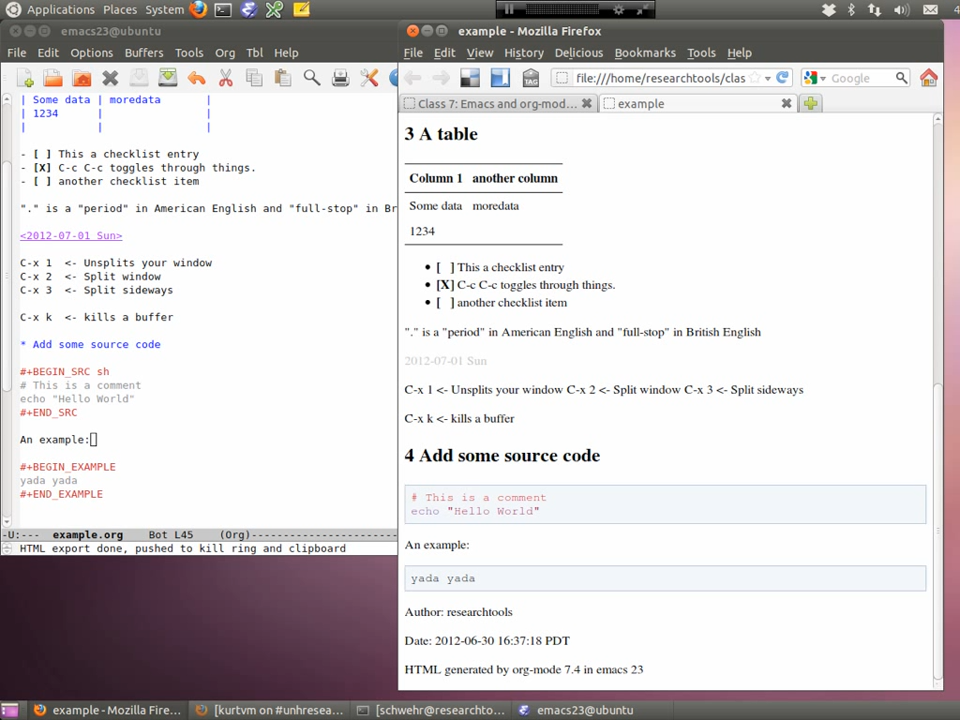 Applications Places System
4
emacs23@ubuntu
File Edit Options Buffers Tools Org Tbl Help
| Some data | moredata |
| 1234 | |
| | |
- [ ] This a checklist entry
- [X] C-c C-c toggles through things.
- [ ] another checklist item
"." is a "period" in American English and "full-stop" in Br
<2012-07-01 Sun>
C-x 1 <- Unsplits your window
C-x 2 <- Split window
C-x 3 <- Split sideways
C-x k <- kills a buffer
* Add some source code
#+BEGIN_SRC sh
# This is a comment
echo "Hello World"
#+END_SRC
An example:
#+BEGIN_EXAMPLE
yada yada
#+END_EXAMPLE
-U:--- example.org Bot L45 (Org)
HTML export done, pushed to kill ring and clipboard
example - Mozilla Firefox
File Edit View History Delicious Bookmarks Tools Help
TAG
file:///home/researchtools/clas
Google
Class 7: Emacs and org-mod...
example
3 A table
Column 1 another column
Some data moredata
1234
[ ] This a checklist entry
[X] C-c C-c toggles through things.
[ ] another checklist item
"." is a "period" in American English and "full-stop" in British English
2012-07-01 Sun
C-x 1 <- Unsplits your window C-x 2 <- Split window C-x 3 <- Split sideways
C-x k <- kills a buffer
4 Add some source code
# This is a comment
echo "Hello World"
An example:
yada yada
Author: researchtools
Date: 2012-06-30 16:37:18 PDT
HTML generated by org-mode 7.4 in emacs 23
example - Mozilla Fire...
[kurtvm on #unhresea...
[schwehr@researchto...
emacs23@ubuntu